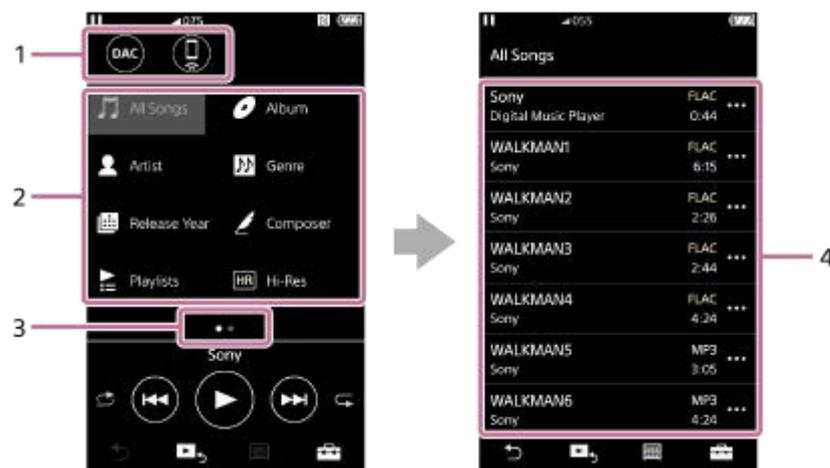 1
075
DAC
2
All Songs
Album
Artist
Genre
Release Year
Composer
Playlists
HR Hi-Res
3
Sony
055
All Songs
Sony FLAC
Digital Music Player 0:44
WALKMAN1 FLAC
Sony 6:15
WALKMAN2 FLAC
Sony 2:26
WALKMAN3 FLAC
Sony 2:44
WALKMAN4 FLAC
Sony 4:24
WALKMAN5 MP3
Sony 3:05
WALKMAN6 MP3
Sony 4:24
4